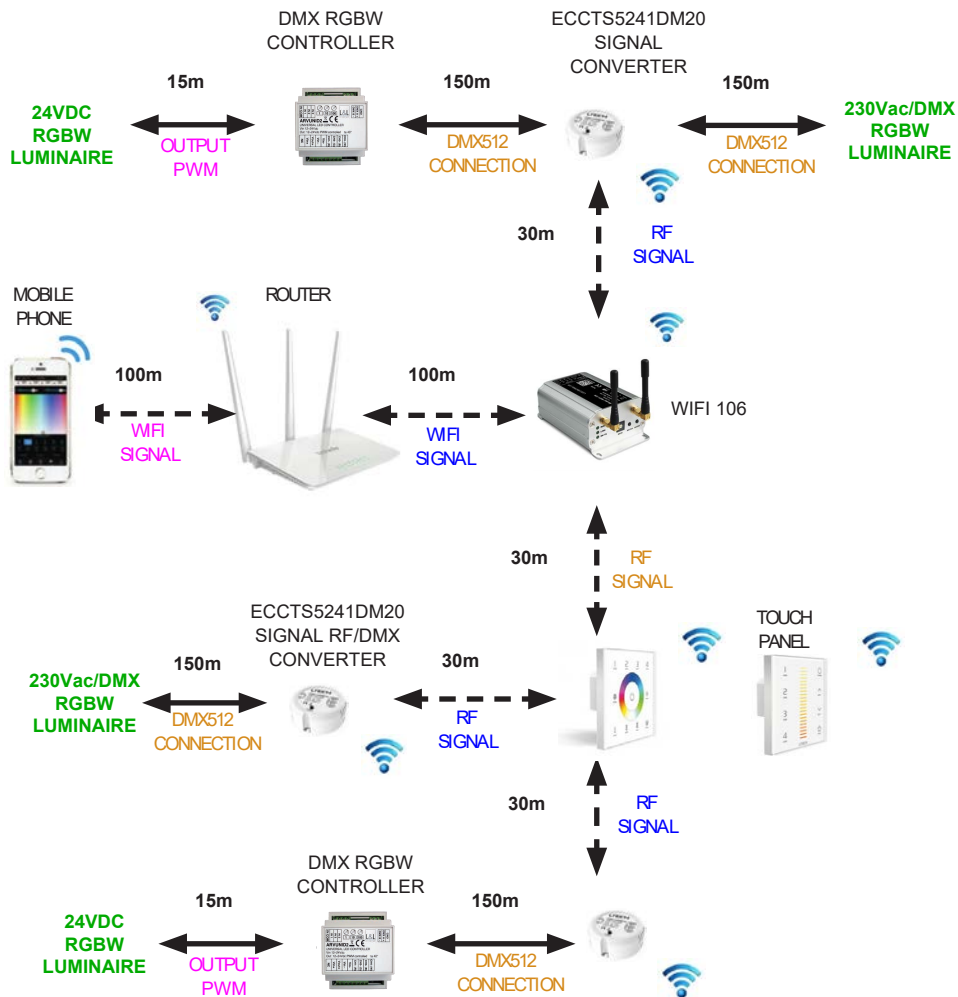 DMX RGBW
CONTROLLER
ECCTS5241DM20
SIGNAL
CONVERTER
15m
150m
150m
24VDC
RGBW
LUMINAIRE
OUTPUT
PWM
DMX512
CONNECTION
DMX512
CONNECTION
230Vac/DMX
RGBW
LUMINAIRE
30m
RF
SIGNAL
MOBILE
PHONE
ROUTER
100m
100m
WIFI
SIGNAL
WIFI
SIGNAL
WIFI 106
30m
RF
SIGNAL
ECCTS5241DM20
SIGNAL RF/DMX
CONVERTER
TOUCH
PANEL
150m
30m
230Vac/DMX
RGBW
LUMINAIRE
DMX512
CONNECTION
RF
SIGNAL
30m
RF
SIGNAL
DMX RGBW
CONTROLLER
15m
150m
24VDC
RGBW
LUMINAIRE
OUTPUT
PWM
DMX512
CONNECTION